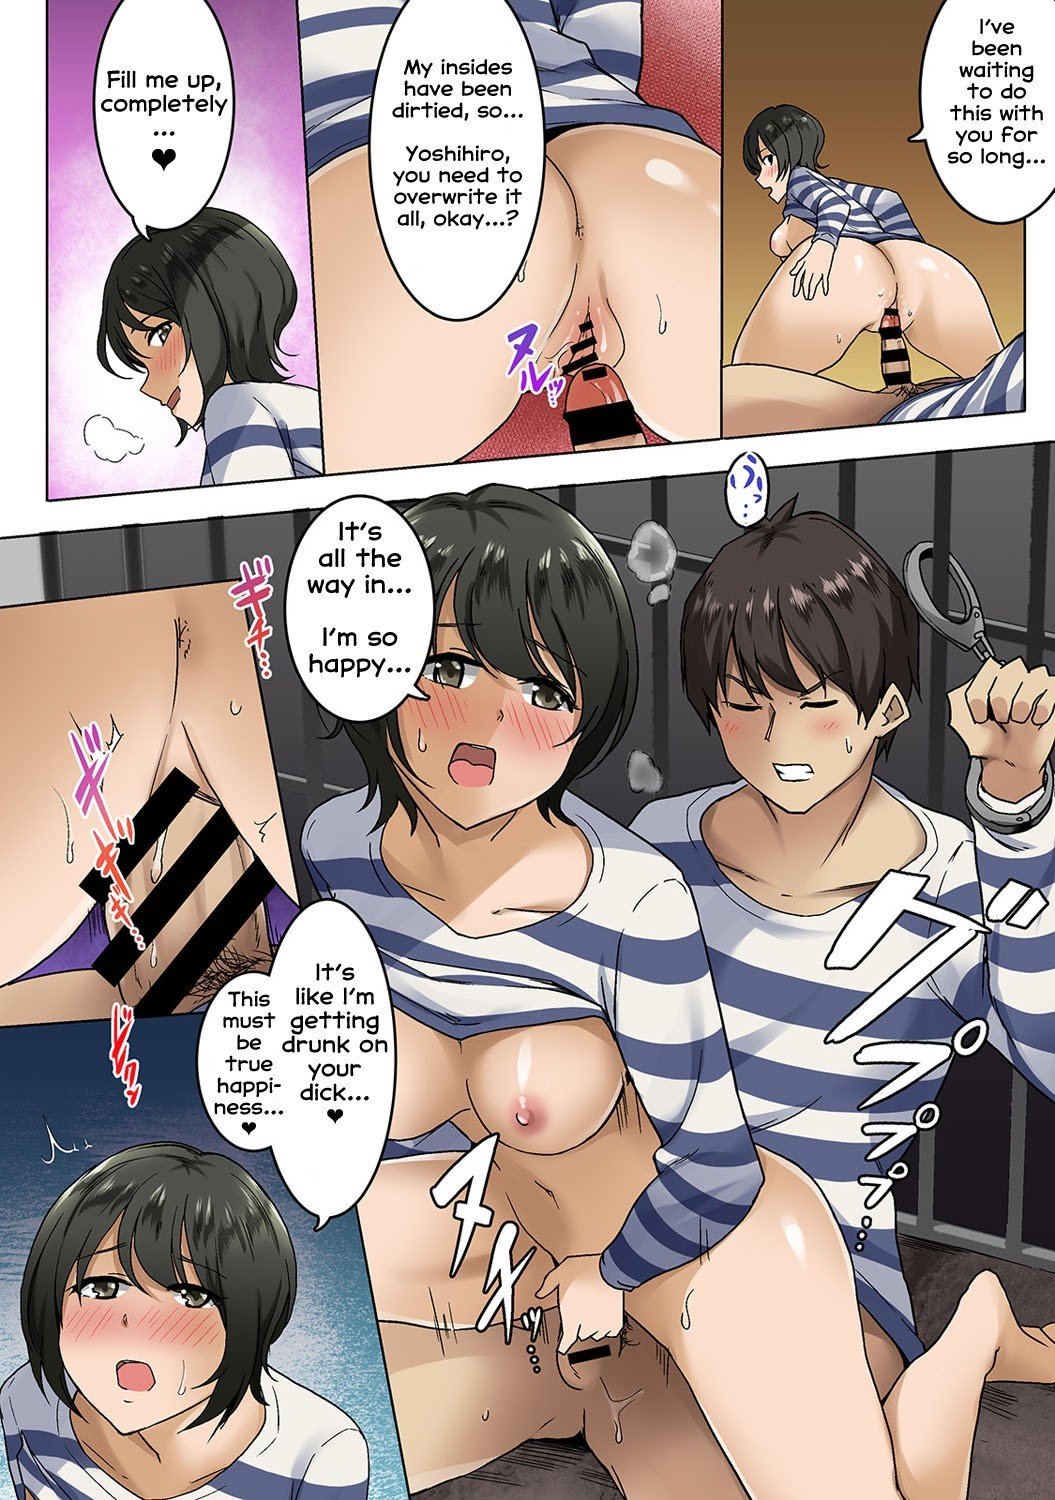 I've
been
waiting
to do
this with
you for
so long...
My insides
have been
dirtied, so...
Yoshihiro,
you need to
overwrite it
all, okay...?
ヌルッ...
Fill me up,
completely
...
♥
ふっ...
It's
all the
way in...
I'm so
happy...
ギチ...
ギチギチ...
ビクッ
グプププ...
It's
like I'm
getting
drunk on
your
dick...
♥
This
must
be
true
happi-
ness...
♥